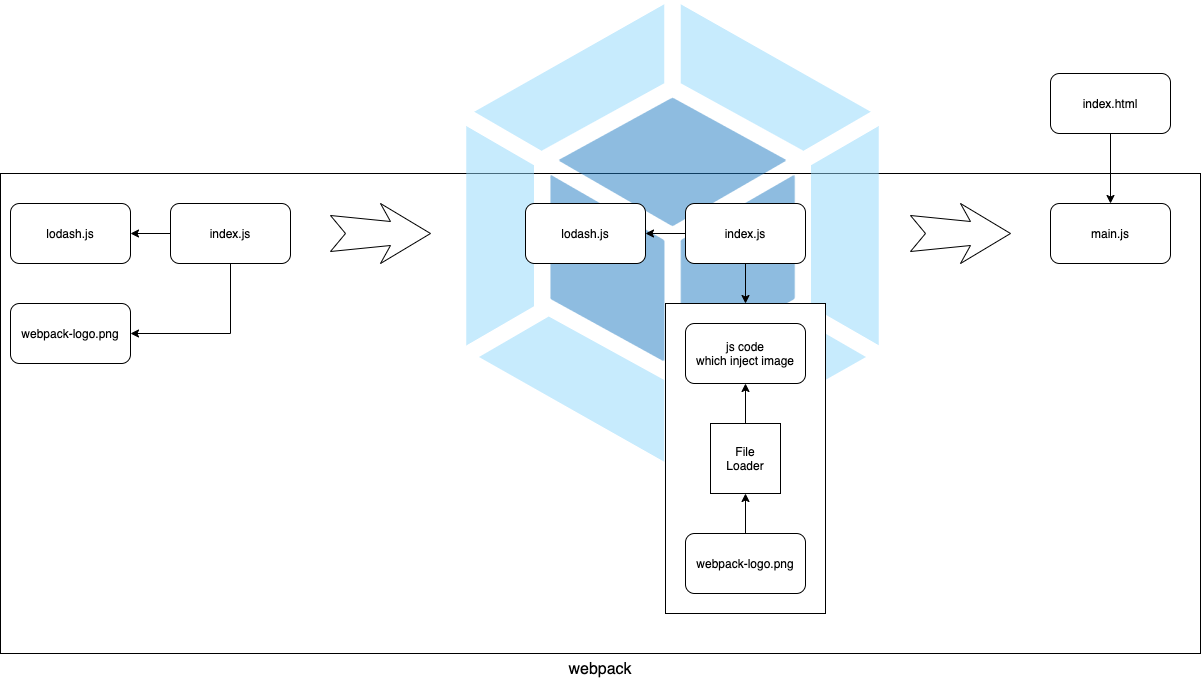 index.html
lodash.js
index.js
lodash.js
index.js
main.js
webpack-logo.png
js code
which inject image
File
Loader
webpack-logo.png
webpack